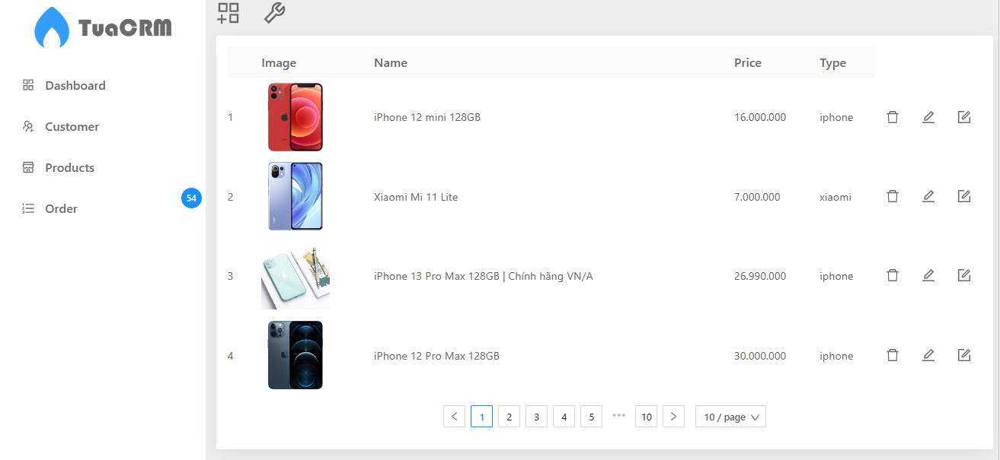 TuaCRM
Dashboard
Customer
Products
54
Order
Image Name Price Type
1 iPhone 12 mini 128GB 16.000.000 iphone
2 Xiaomi Mi 11 Lite 7.000.000 xiaomi
3 iPhone 13 Pro Max 128GB | Chính hãng VN/A 26.990.000 iphone
4 iPhone 12 Pro Max 128GB 30.000.000 iphone
< 1 2 3 4 5 ••• 10 > 10 / page